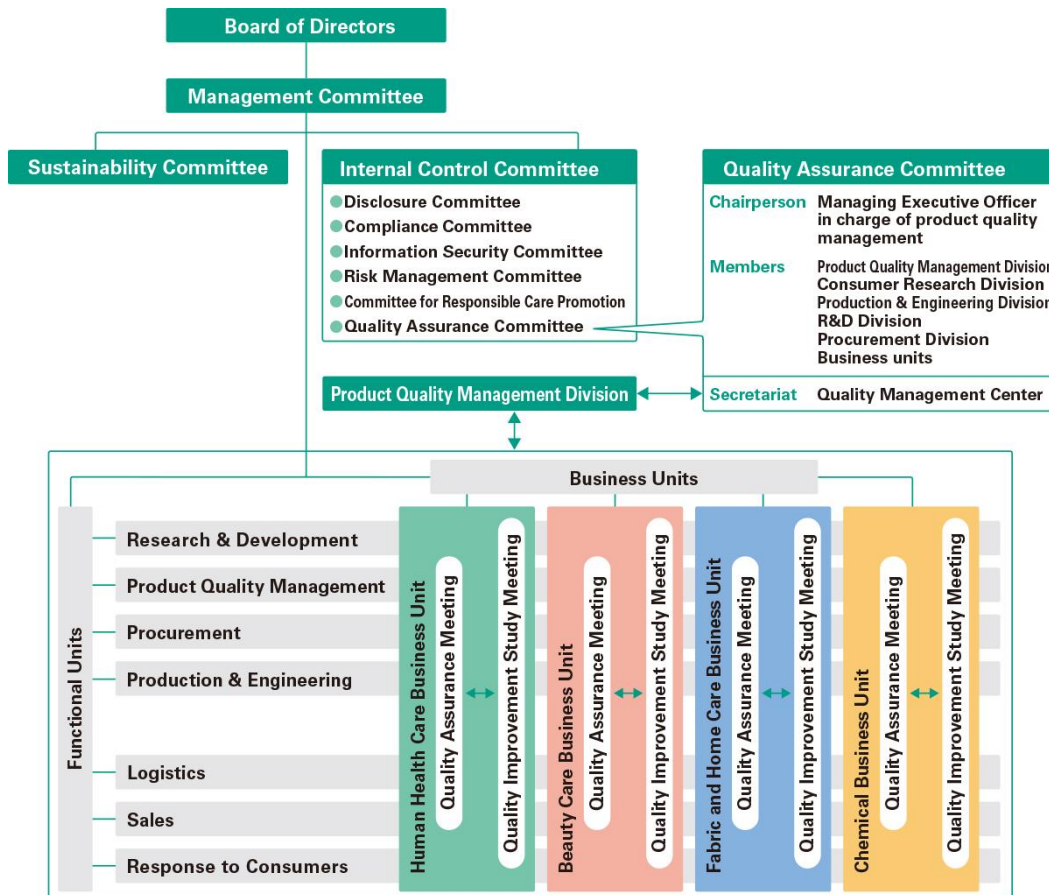 Board of Directors
Management Committee
Sustainability Committee
Internal Control Committee
Disclosure Committee
Compliance Committee
Information Security Committee
Risk Management Committee
Committee for Responsible Care Promotion
Quality Assurance Committee
Quality Assurance Committee
Chairperson Managing Executive Officer
in charge of product quality
management
Members Product Quality Management Division
Consumer Research Division
Production & Engineering Division
R&D Division
Procurement Division
Business units
Secretariat Quality Management Center
Product Quality Management Division
Business Units
Functional Units
Research & Development
Product Quality Management
Procurement
Production & Engineering
Logistics
Sales
Response to Consumers
Human Health Care Business Unit
Quality Assurance Meeting
Quality Improvement Study Meeting
Beauty Care Business Unit
Quality Assurance Meeting
Quality Improvement Study Meeting
Fabric and Home Care Business Unit
Quality Assurance Meeting
Quality Improvement Study Meeting
Chemical Business Unit
Quality Assurance Meeting
Quality Improvement Study Meeting